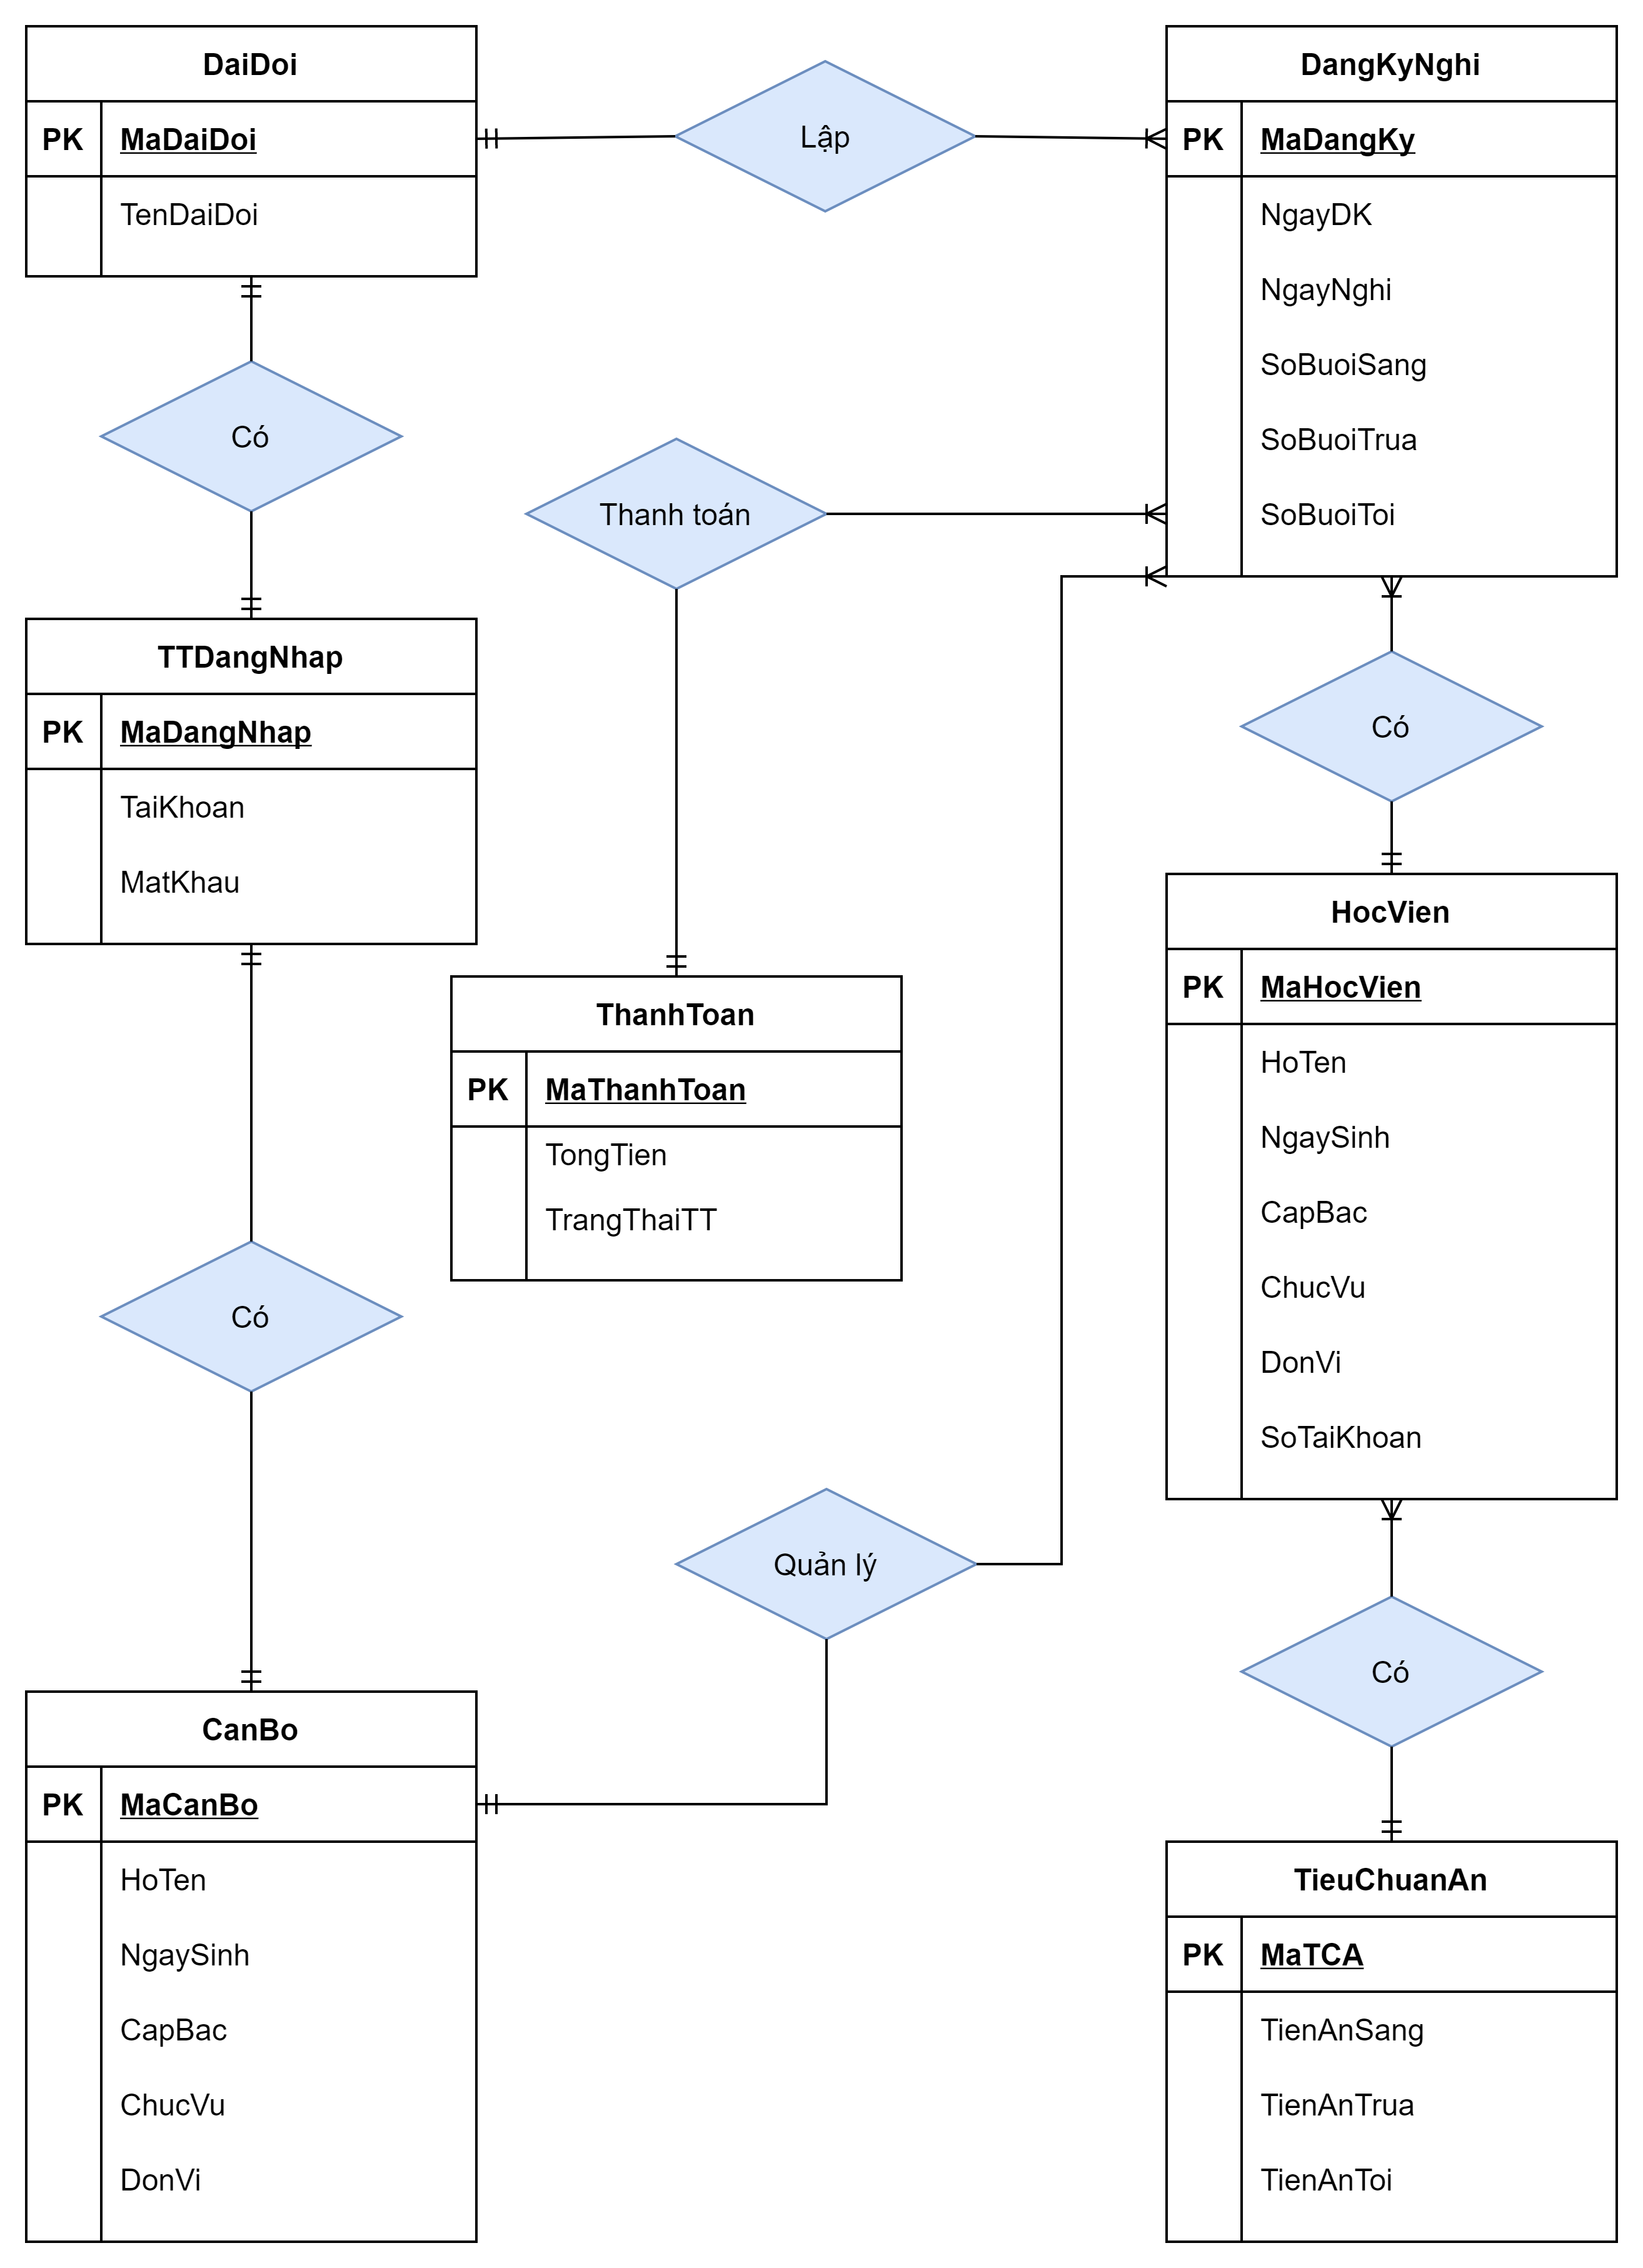 DaiDoi
PK MaDaiDoi
TenDaiDoi
Lập
DangKyNghi
PK MaDangKy
NgayDK
NgayNghi
SoBuoiSang
SoBuoiTrua
SoBuoiToi
Có
Thanh toán
TTDangNhap
PK MaDangNhap
TaiKhoan
MatKhau
Có
HocVien
PK MaHocVien
HoTen
NgaySinh
CapBac
ChucVu
DonVi
SoTaiKhoan
ThanhToan
PK MaThanhToan
TongTien
TrangThaiTT
Có
Quản lý
Có
CanBo
PK MaCanBo
HoTen
NgaySinh
CapBac
ChucVu
DonVi
TieuChuanAn
PK MaTCA
TienAnSang
TienAnTrua
TienAnToi